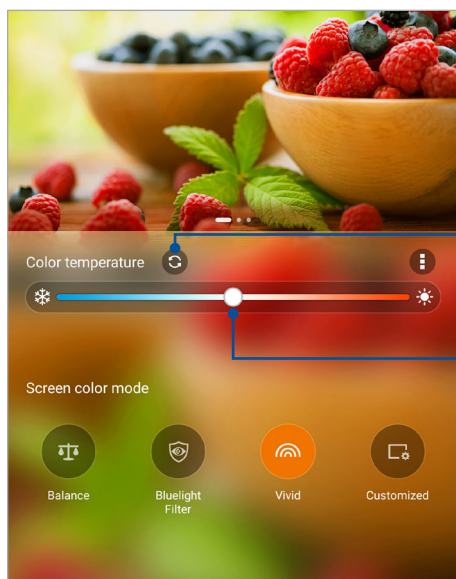 Color temperature
Screen color mode
Balance
Bluelight
Filter
Vivid
Customized